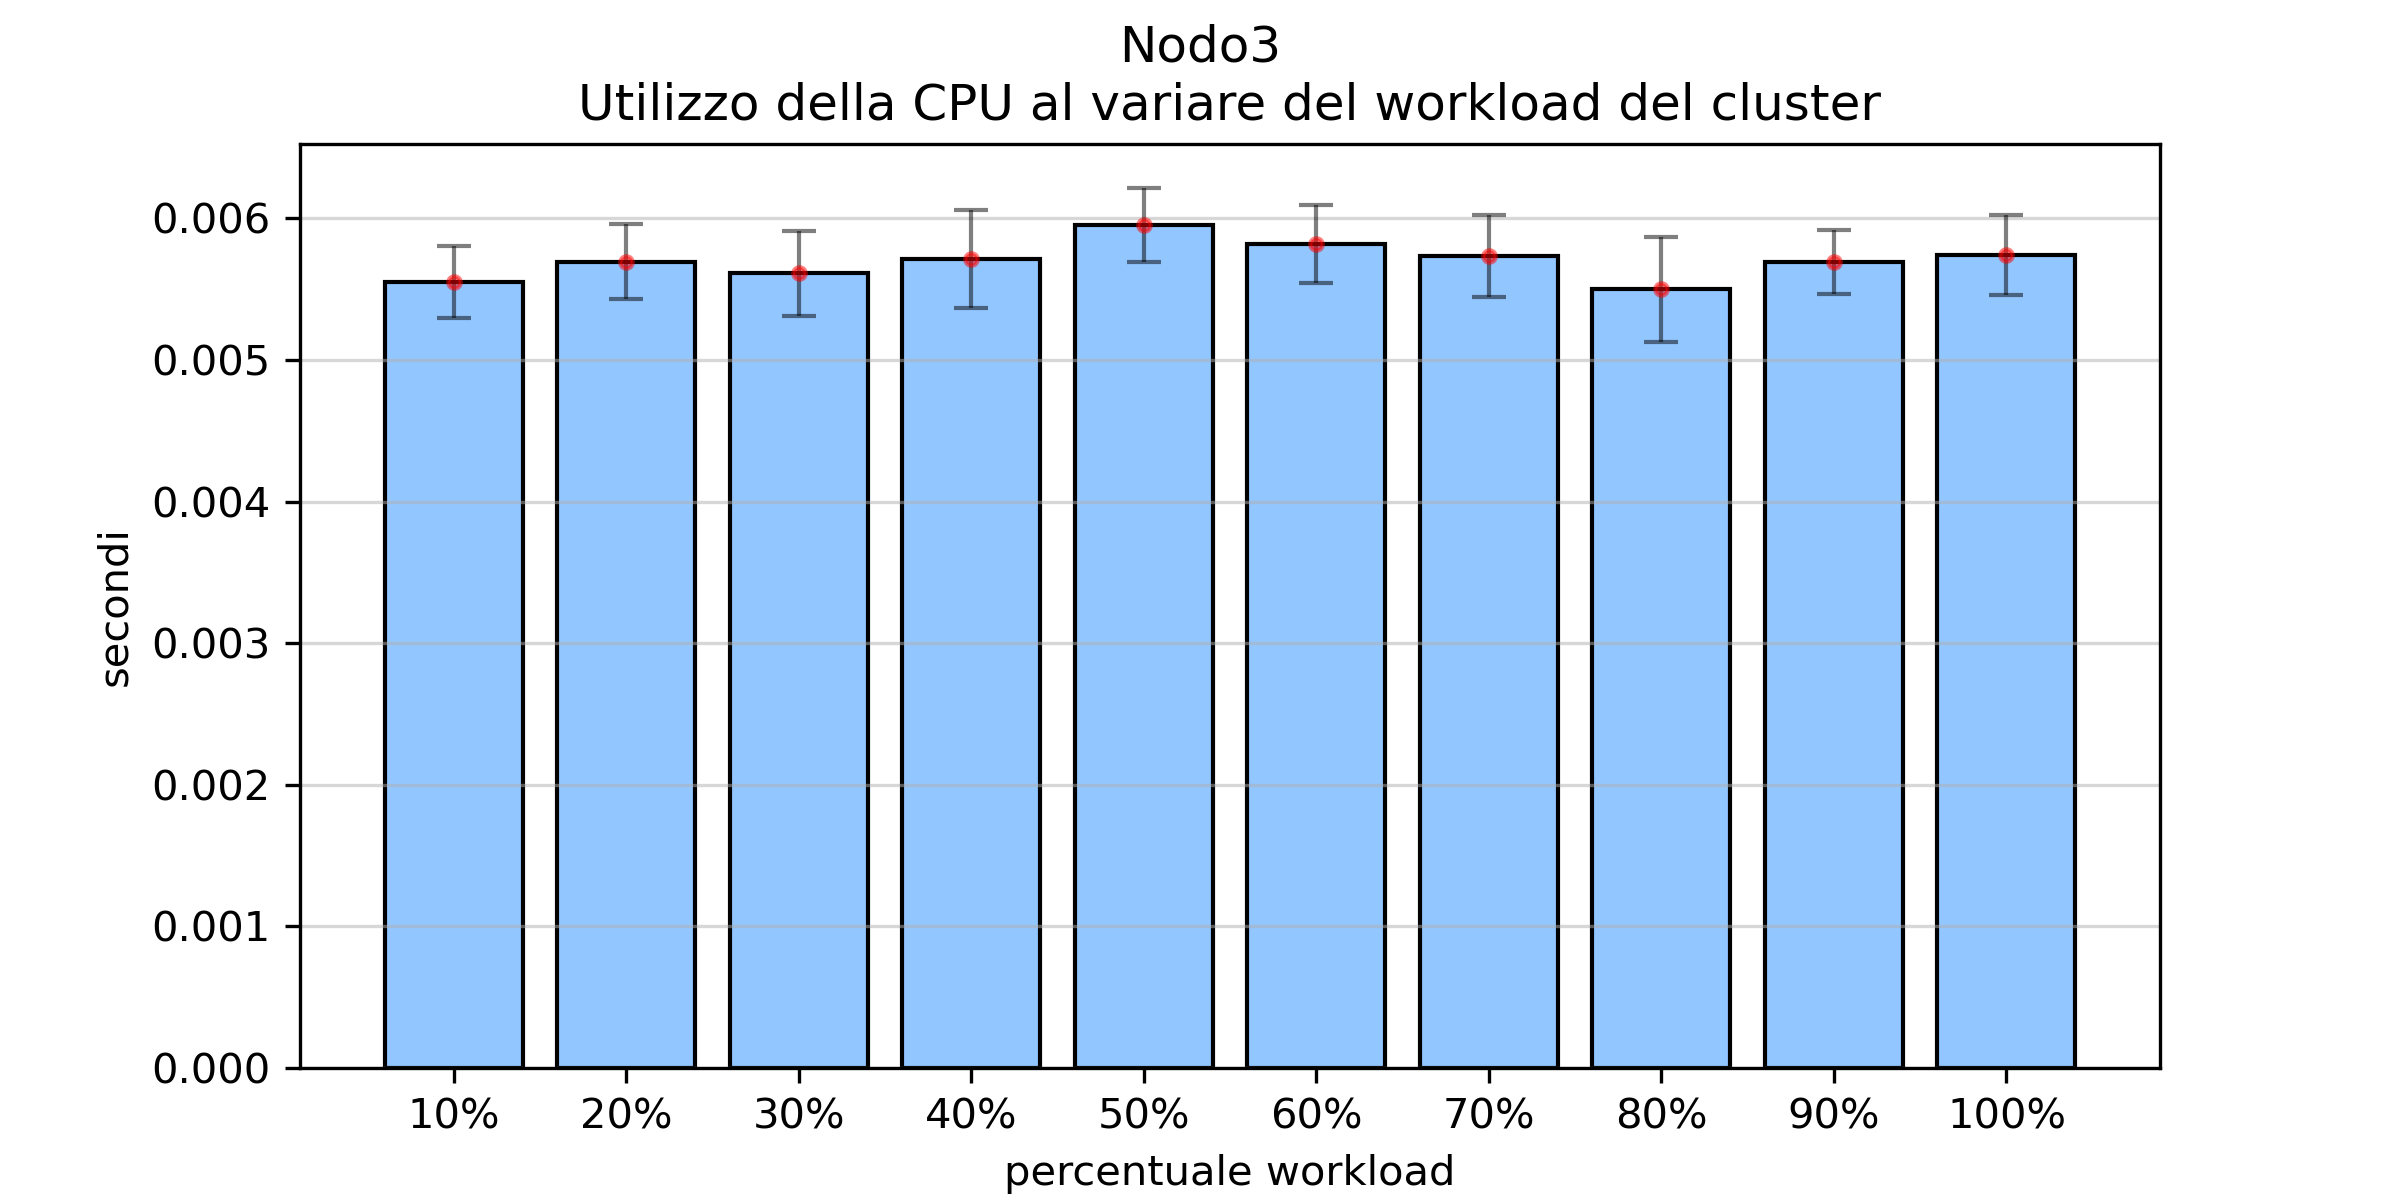 Nodo3
Utilizzo della CPU al variare del workload del cluster
0.006
0.005
0.004
0.003
0.002
0.001
0.000
secondi
10% 20% 30% 40% 50% 60% 70% 80% 90% 100%
percentuale workload